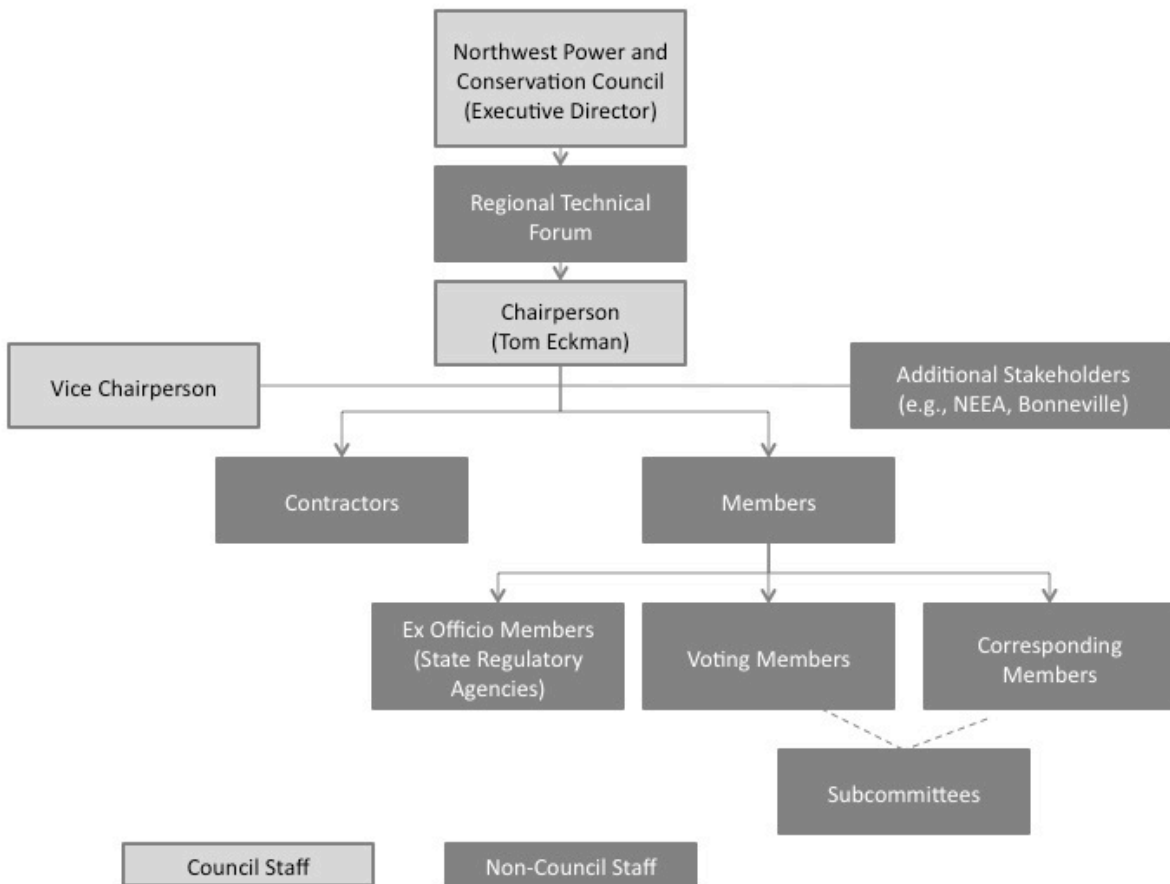 Northwest Power and
Conservation Council
(Executive Director)
Regional Technical
Forum
Chairperson
(Tom Eckman)
Vice Chairperson
Additional Stakeholders
(e.g., NEEA, Bonneville)
Contractors
Members
Ex Officio Members
(State Regulatory
Agencies)
Voting Members
Corresponding
Members
Subcommittees
Council Staff
Non-Council Staff